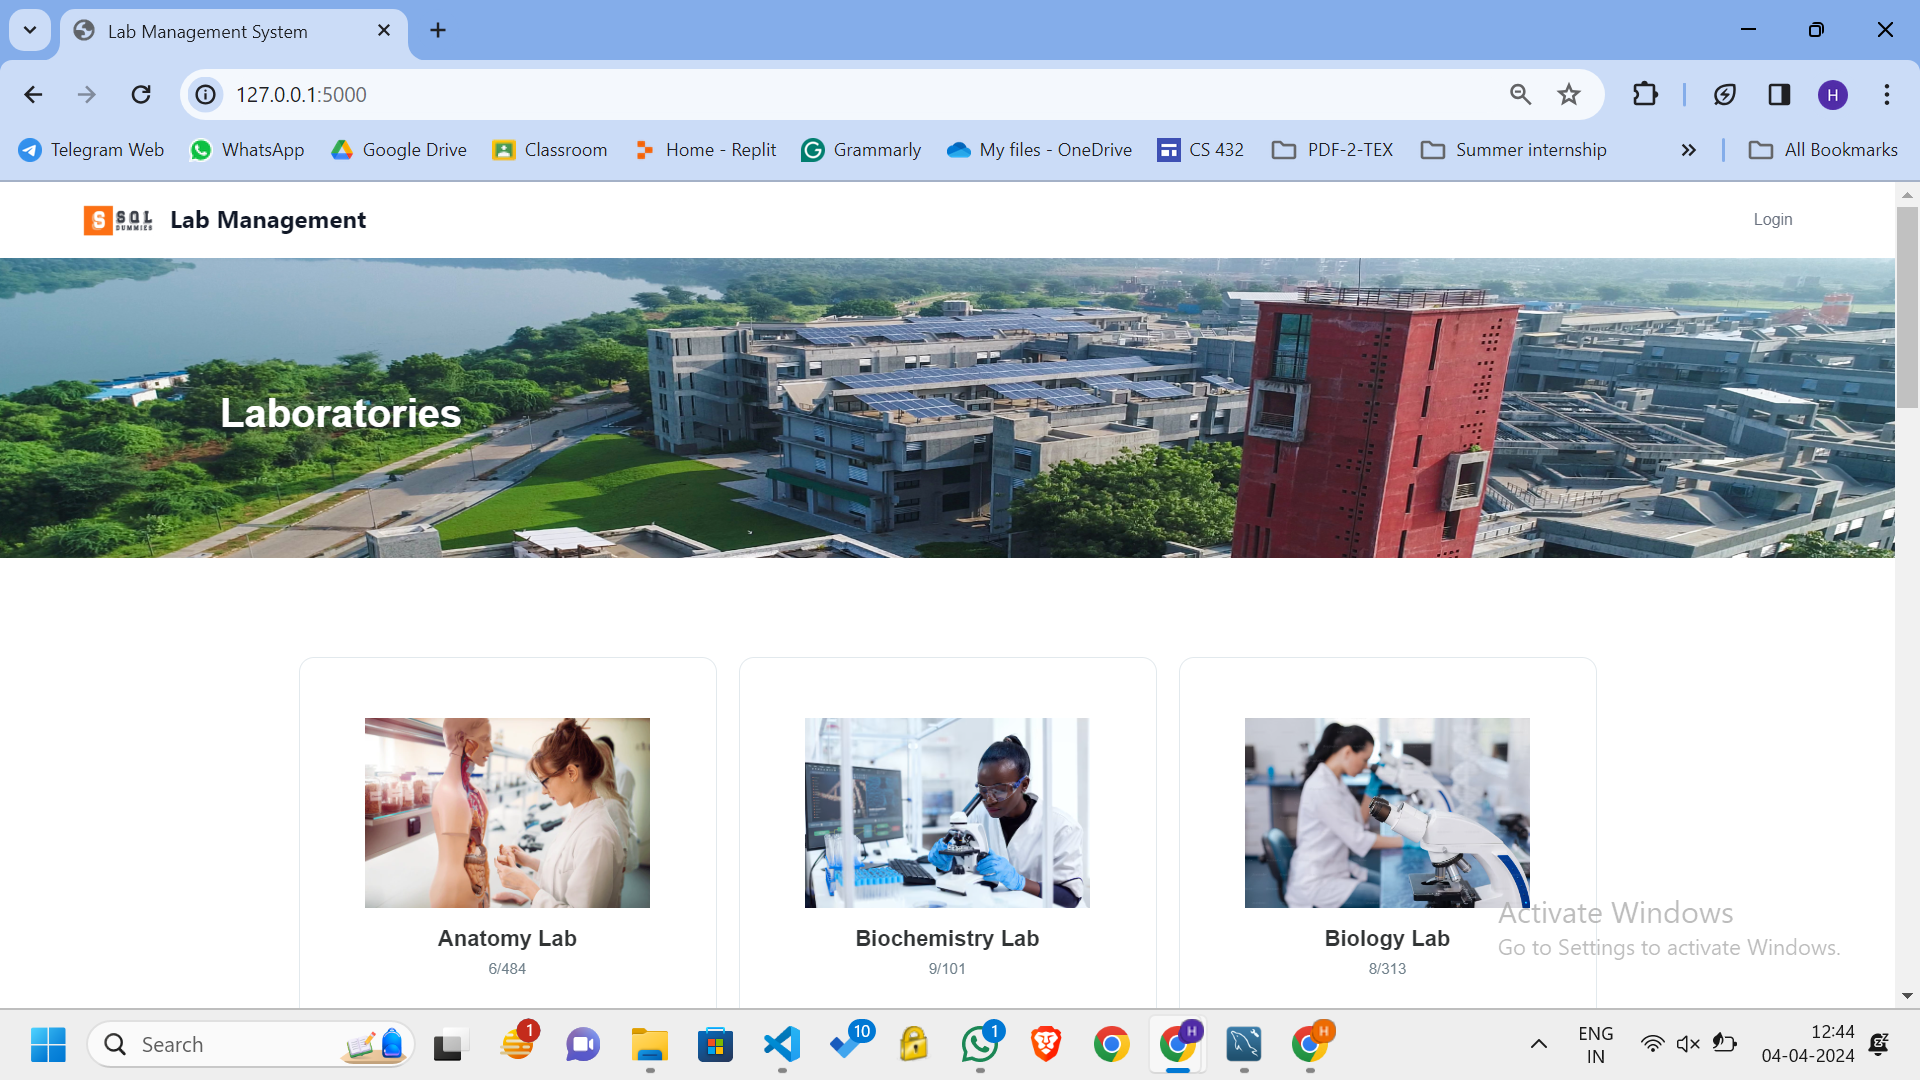 Lab Management System
127.0.0.1:5000
H
Telegram Web
WhatsApp
Google Drive
Classroom
Home - Replit
Grammarly
My files - OneDrive
CS 432
PDF-2-TEX
Summer internship
All Bookmarks
S SQL DUMMIES
Lab Management
Login
Laboratories
Anatomy Lab
6/484
Biochemistry Lab
9/101
Biology Lab
8/313
Activate Windows
Go to Settings to activate Windows.
Search
1
10
1
H
H
ENG
IN
12:44
04-04-2024